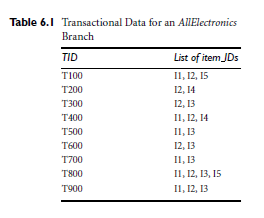 Table 6.1 Transactional Data for an AllElectronics
Branch
TID List of item_IDs
T100 I1, I2, I5
T200 I2, I4
T300 I2, I3
T400 I1, I2, I4
T500 I1, I3
T600 I2, I3
T700 I1, I3
T800 I1, I2, I3, I5
T900 I1, I2, I3